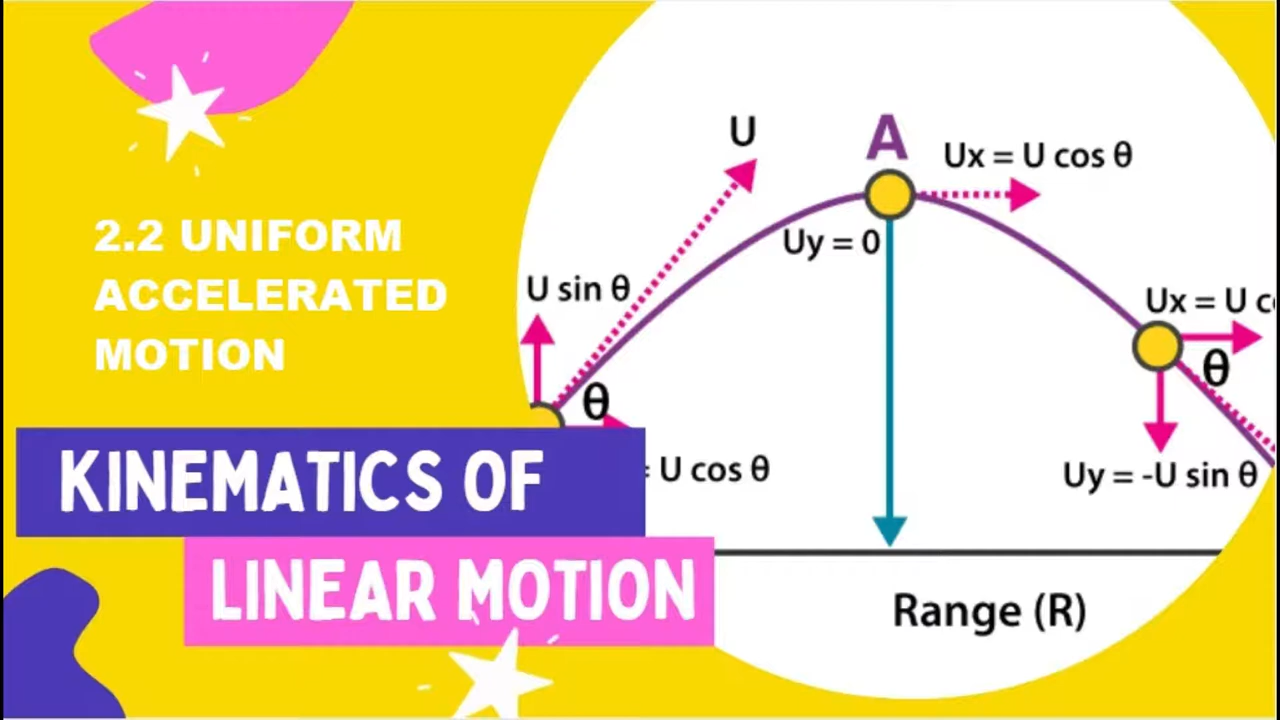 2.2 UNIFORM
ACCELERATED
MOTION
KINEMATICS OF
LINEAR MOTION
U
A
Ux = U cos θ
Uy = 0
U sin θ
θ
= U cos θ
Ux = U c
θ
Uy = -U sin θ
Range (R)